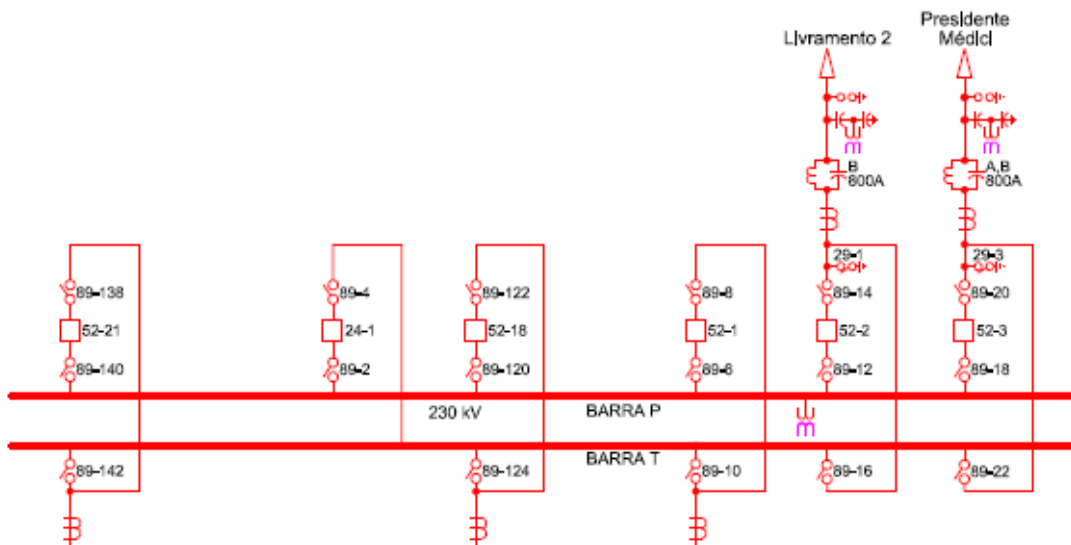 Livramento 2
Presidente
Médici
B
800A
A,B
800A
29-1
29-3
89-138
89-4
89-122
89-8
89-14
89-20
52-21
24-1
52-18
52-1
52-2
52-3
89-140
89-2
89-120
89-6
89-12
89-18
230 kV
BARRA P
BARRA T
89-142
89-124
89-10
89-16
89-22